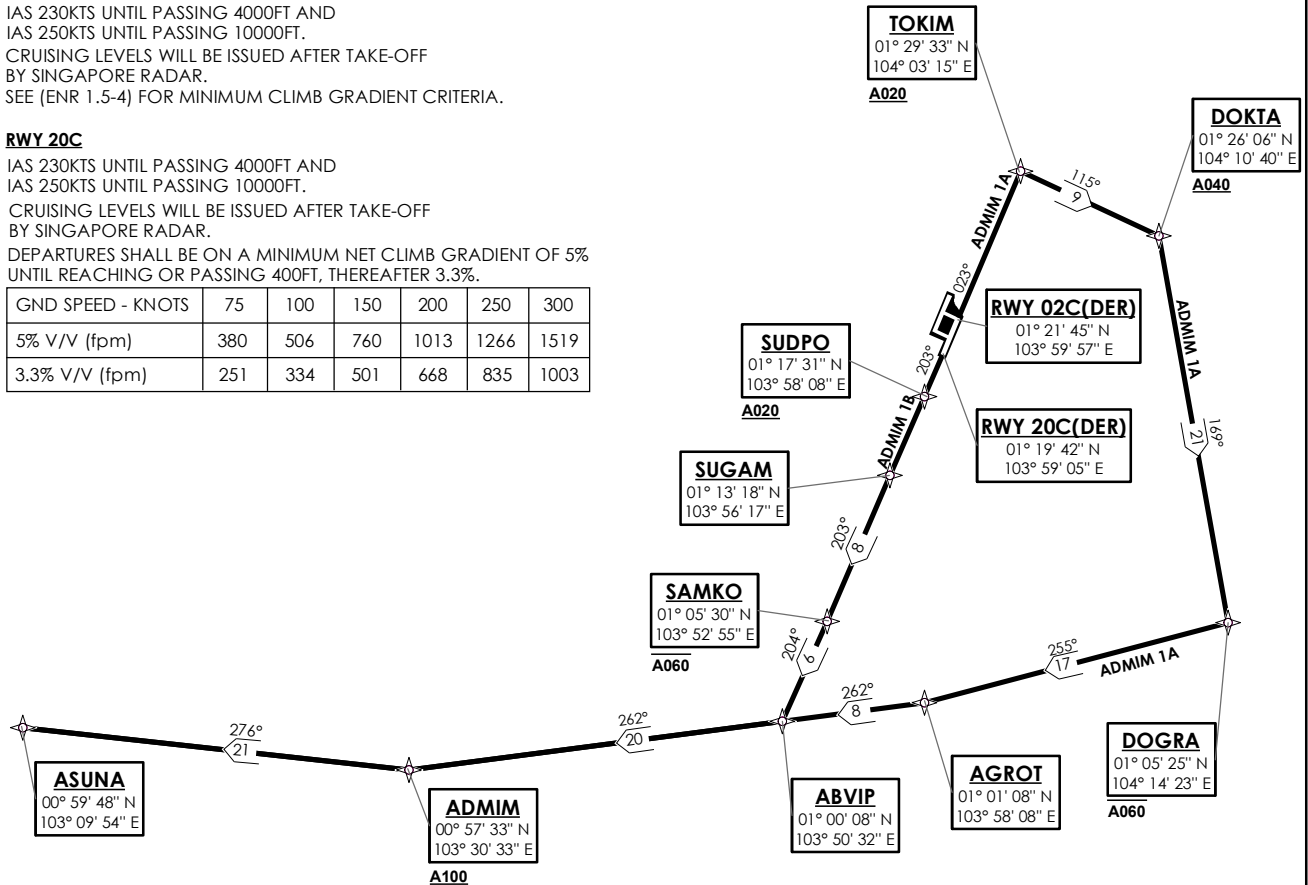 IAS 230KTS UNTIL PASSING 4000FT AND
IAS 250KTS UNTIL PASSING 10000FT.
CRUISING LEVELS WILL BE ISSUED AFTER TAKE-OFF
BY SINGAPORE RADAR.
SEE (ENR 1.5-4) FOR MINIMUM CLIMB GRADIENT CRITERIA.
RWY 20C
IAS 230KTS UNTIL PASSING 4000FT AND
IAS 250KTS UNTIL PASSING 10000FT.
CRUISING LEVELS WILL BE ISSUED AFTER TAKE-OFF
BY SINGAPORE RADAR.
DEPARTURES SHALL BE ON A MINIMUM NET CLIMB GRADIENT OF 5%
UNTIL REACHING OR PASSING 400FT, THEREAFTER 3.3%.
GND SPEED - KNOTS 75 100 150 200 250 300
5% V/V (fpm) 380 506 760 1013 1266 1519
3.3% V/V (fpm) 251 334 501 668 835 1003
TOKIM
01° 29' 33" N
104° 03' 15" E
A020
DOKTA
01° 26' 06" N
104° 10' 40" E
A040
115°
9
ADMIM 1A
023°
RWY 02C(DER)
01° 21' 45" N
103° 59' 57" E
ADMIM 1A
SUDPO
01° 17' 31" N
103° 58' 08" E
A020
203°
ADMIM 1B
RWY 20C(DER)
01° 19' 42" N
103° 59' 05" E
169°
21
SUGAM
01° 13' 18" N
103° 56' 17" E
203°
8
SAMKO
01° 05' 30" N
103° 52' 55" E
A060
204°
6
255°
17
ADMIM 1A
262°
8
262°
20
276°
21
ASUNA
00° 59' 48" N
103° 09' 54" E
ADMIM
00° 57' 33" N
103° 30' 33" E
A100
ABVIP
01° 00' 08" N
103° 50' 32" E
AGROT
01° 01' 08" N
103° 58' 08" E
DOGRA
01° 05' 25" N
104° 14' 23" E
A060